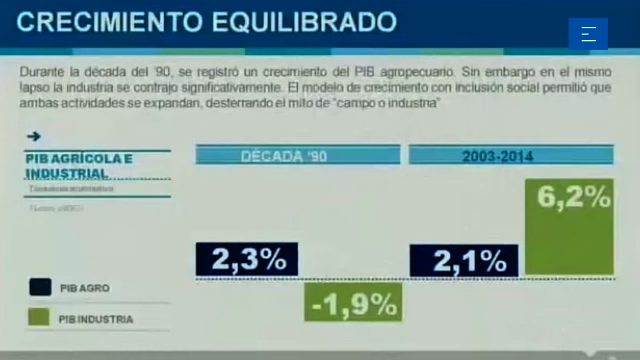 CRECIMIENTO EQUILIBRADO
Durante la década del '90, se registró un crecimiento del PIB agropecuario. Sin embargo en el mismo
lapso la industria se contrajo significativamente. El modelo de crecimiento con inclusión social permitió que
ambas actividades se expandan, desterrando el mito de "campo o industria"
PIB AGRÍCOLA E
INDUSTRIAL
DÉCADA '90
2003-2014
6,2%
2,3%
2,1%
-1,9%
PIB AGRO
PIB INDUSTRIA